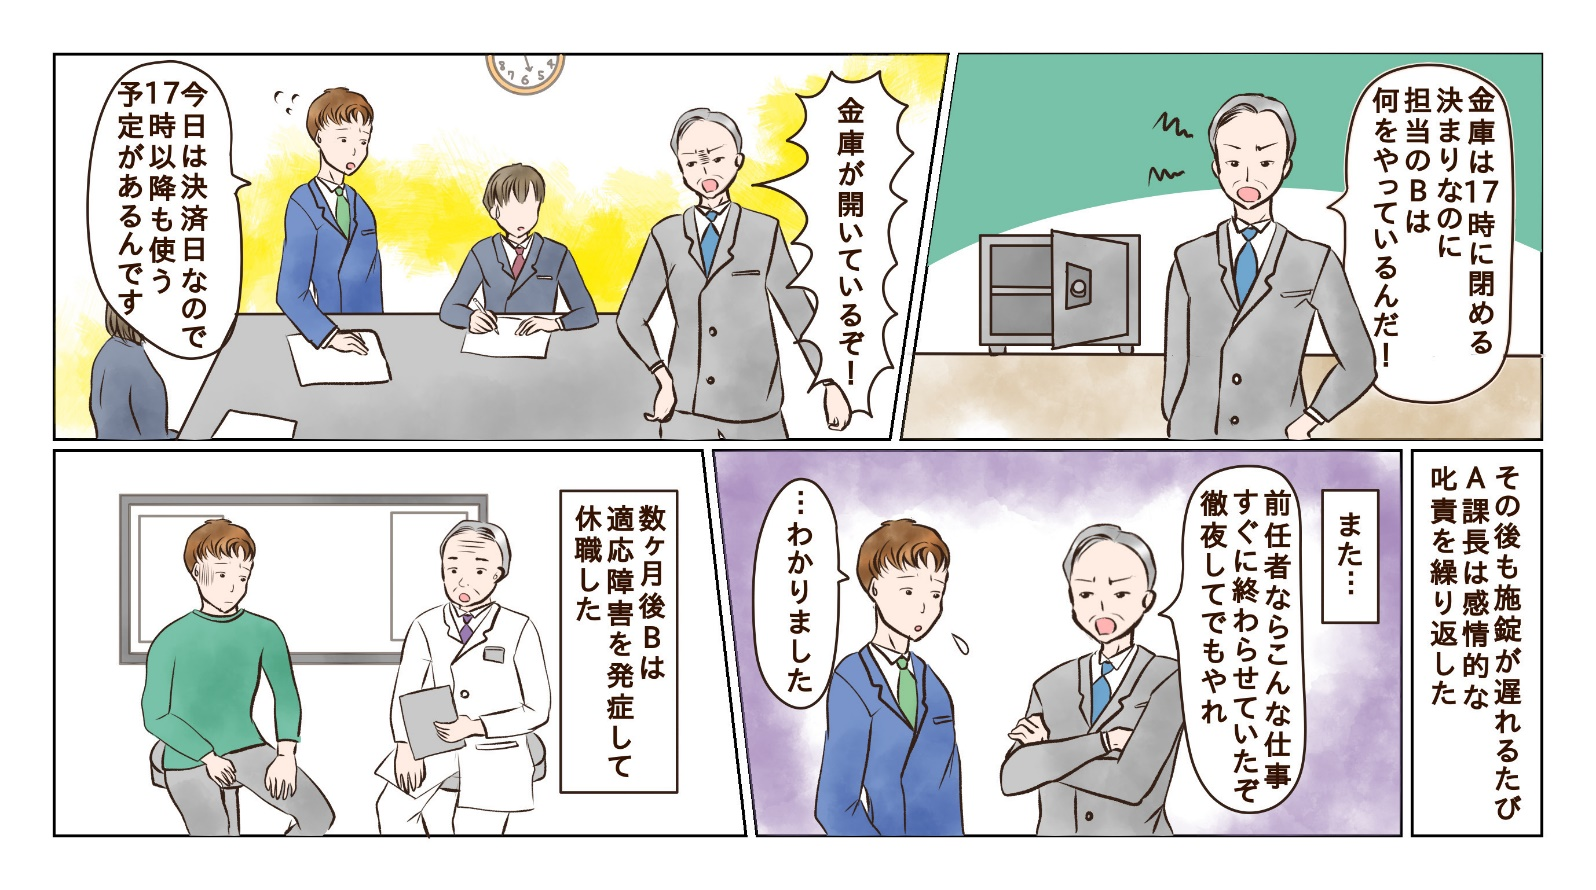 金庫は17時に閉める
決まりなのに
担当のBは
何をやっているんだ！
金庫が開いているぞ！
今日は決済日なので
17時以降も使う
予定があるんです
8
7
6
5
4
その後も施錠が遅れるたび
A課長は感情的な
叱責を繰り返した
また…
前任者ならこんな仕事
すぐに終わらせていたぞ
徹夜してでもやれ
…わかりました
数ヶ月後Bは
適応障害を発症して
休職した